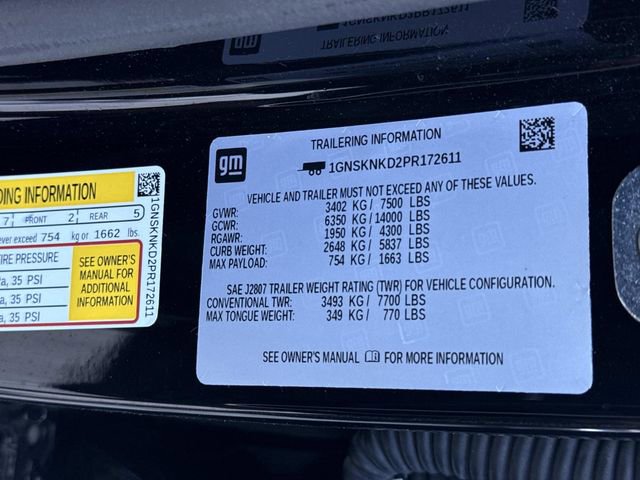 1GNSKNKD2PR172611
TRAILERING INFORMATION
TRAILERING INFORMATION
gm
1GNSKNKD2PR172611
VEHICLE AND TRAILER MUST NOT EXCEED ANY OF THESE VALUES.
GVWR: 3402 KG / 7500 LBS
GCWR: 6350 KG / 14000 LBS
RGAWR: 1950 KG / 4300 LBS
CURB WEIGHT: 2648 KG / 5837 LBS
MAX PAYLOAD: 754 KG / 1663 LBS
SAE J2807 TRAILER WEIGHT RATING (TWR) FOR VEHICLE CONFIGURATION.
CONVENTIONAL TWR: 3493 KG / 7700 LBS
MAX TONGUE WEIGHT: 349 KG / 770 LBS
SEE OWNER'S MANUAL FOR MORE INFORMATION
DING INFORMATION
7 FRONT 2 REAR 5
ever exceed 754 kg or 1662 lbs.
IRE PRESSURE
a, 35 PSI
a, 35 PSI
a, 35 PSI
SEE OWNER'S
MANUAL FOR
ADDITIONAL
INFORMATION
1GNSKNKD2PR172611